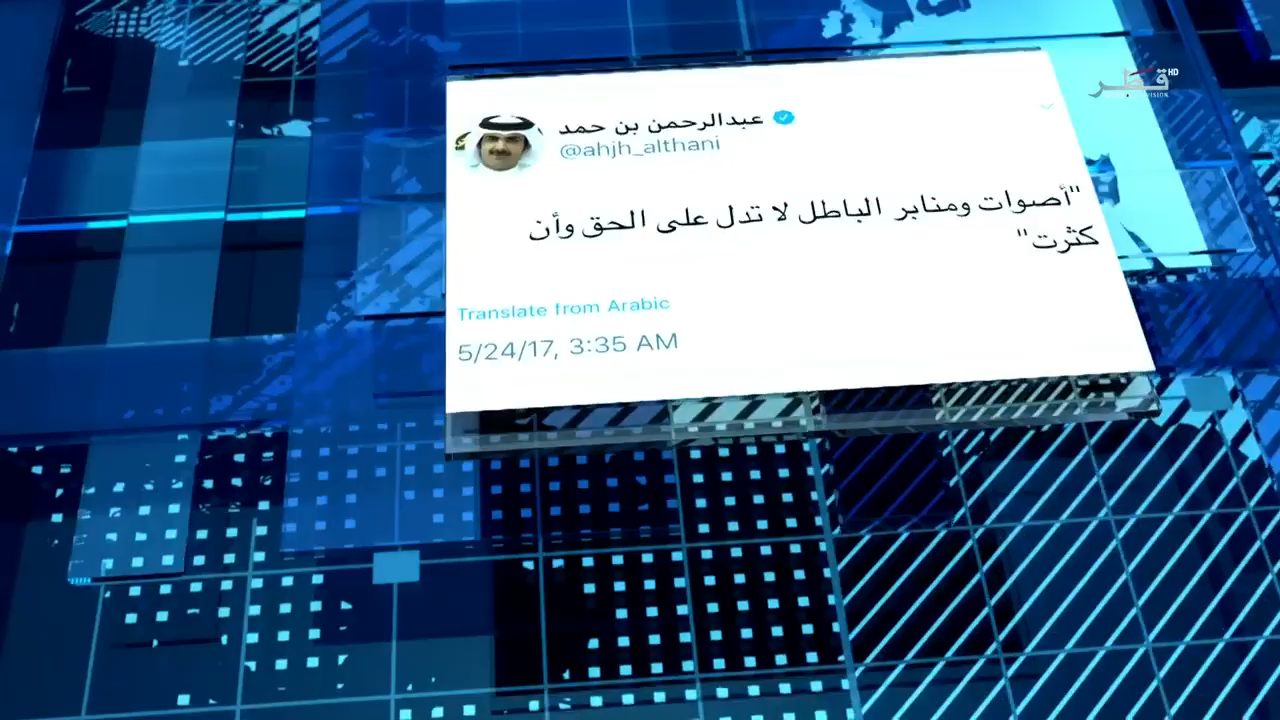 قطر
HD
عبدالرحمن بن حمد
@ahjh_althani
"أصوات ومنابر الباطل لا تدل على الحق وأن
كثرت"
Translate from Arabic
5/24/17, 3:35 AM